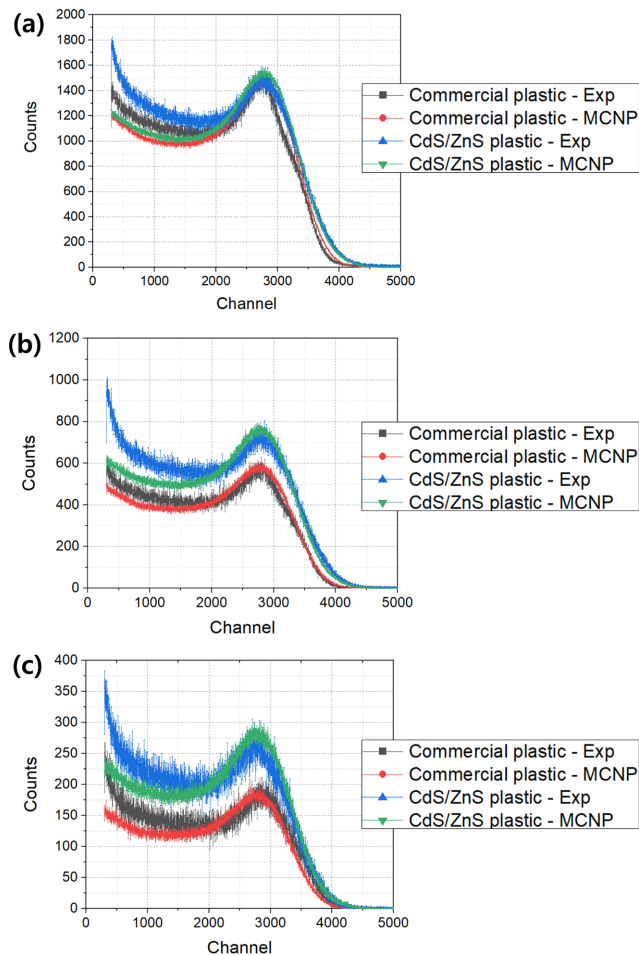 (a)
2000
1800
1600
1400
1200
1000
800
600
400
200
0
Counts
0 1000 2000 3000 4000 5000
Channel
Commercial plastic - Exp
Commercial plastic - MCNP
CdS/ZnS plastic - Exp
CdS/ZnS plastic - MCNP
(b)
1200
1000
800
600
400
200
0
Counts
0 1000 2000 3000 4000 5000
Channel
Commercial plastic - Exp
Commercial plastic - MCNP
CdS/ZnS plastic - Exp
CdS/ZnS plastic - MCNP
(c)
400
350
300
250
200
150
100
50
0
Counts
0 1000 2000 3000 4000 5000
Channel
Commercial plastic - Exp
Commercial plastic - MCNP
CdS/ZnS plastic - Exp
CdS/ZnS plastic - MCNP